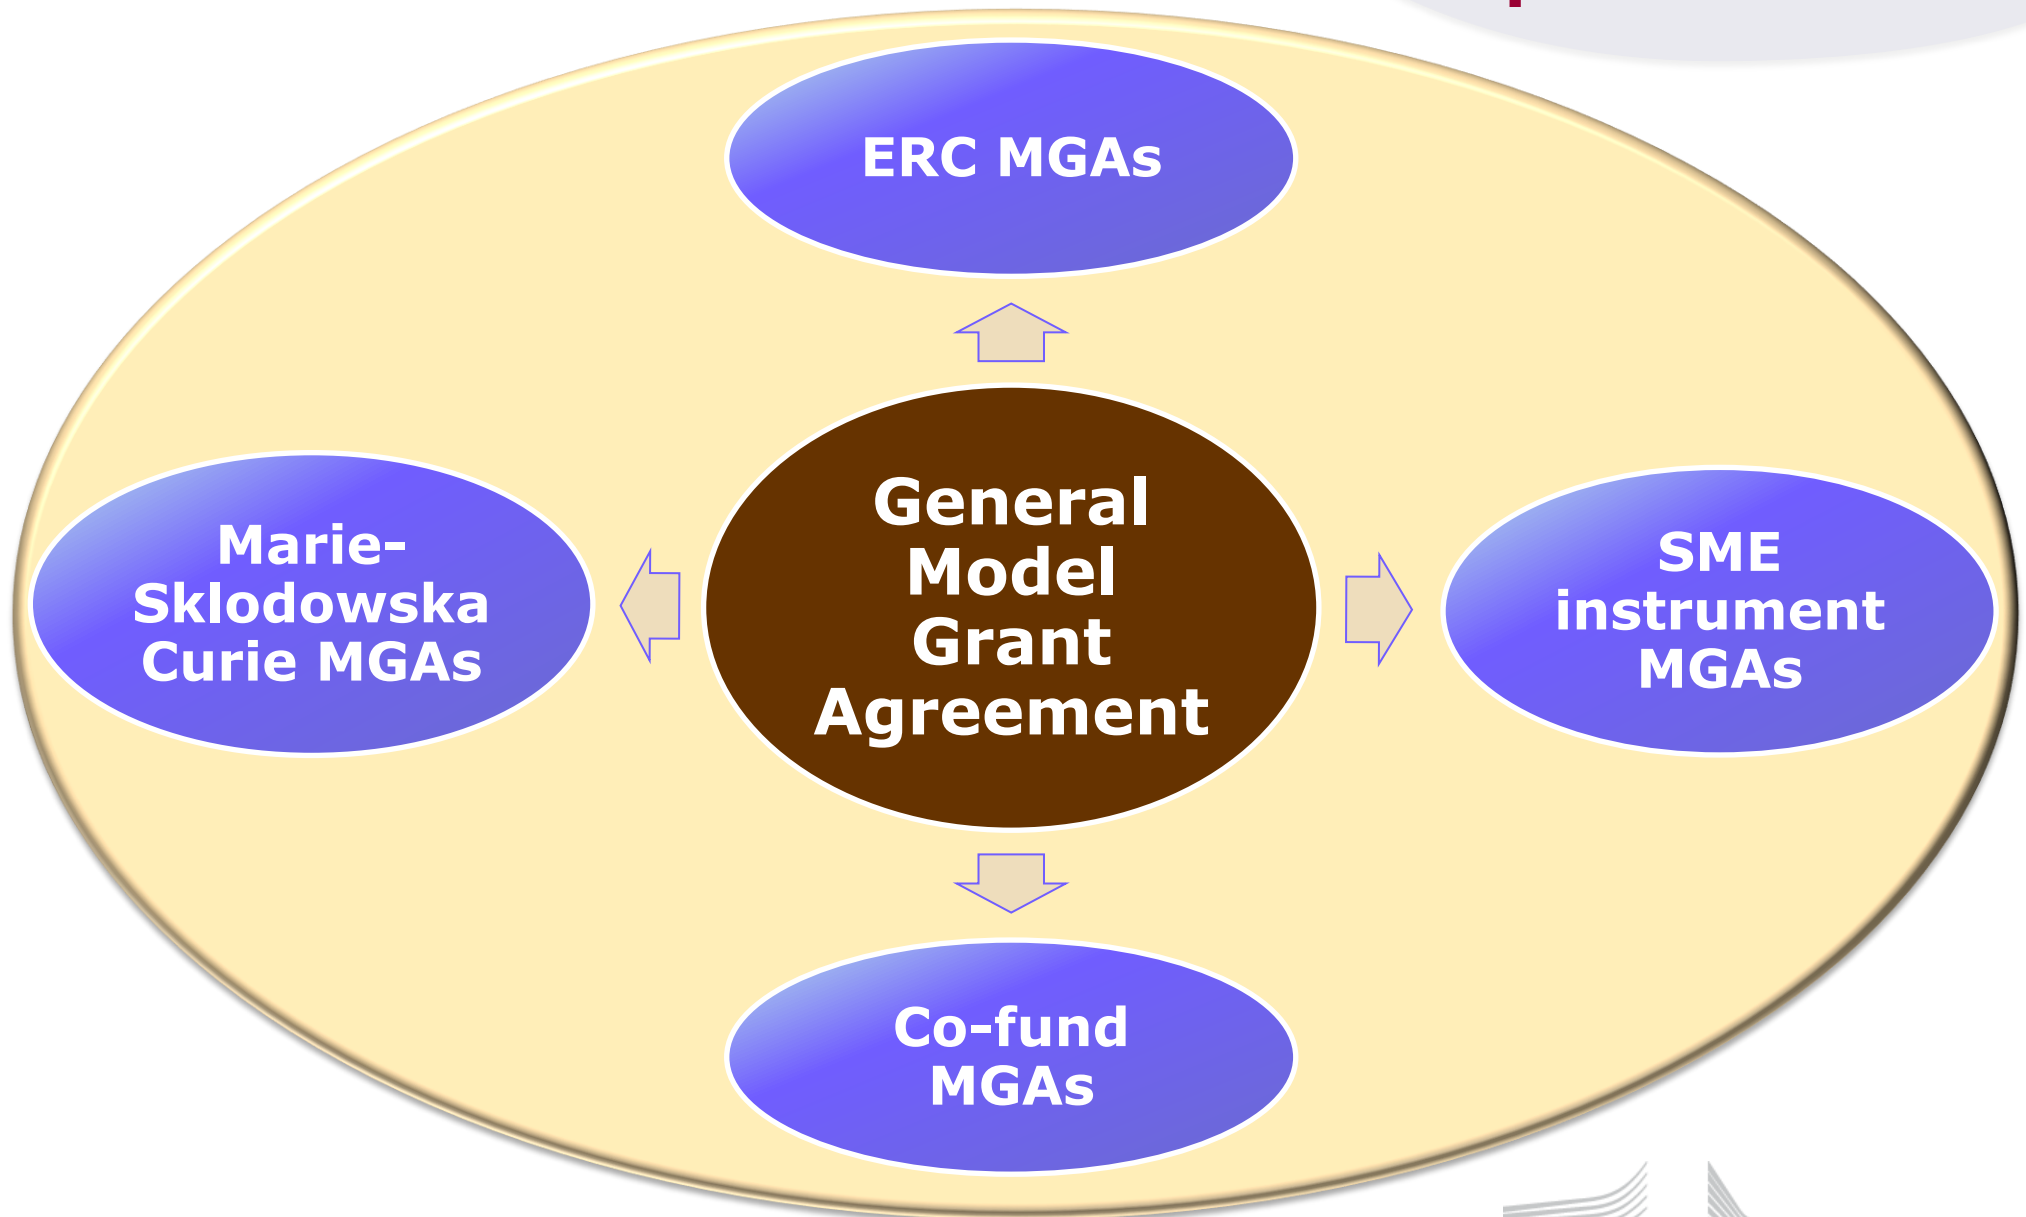 ERC MGAs
General
Model
Grant
Agreement
Marie-
Sklodowska
Curie MGAs
SME
instrument
MGAs
Co-fund
MGAs